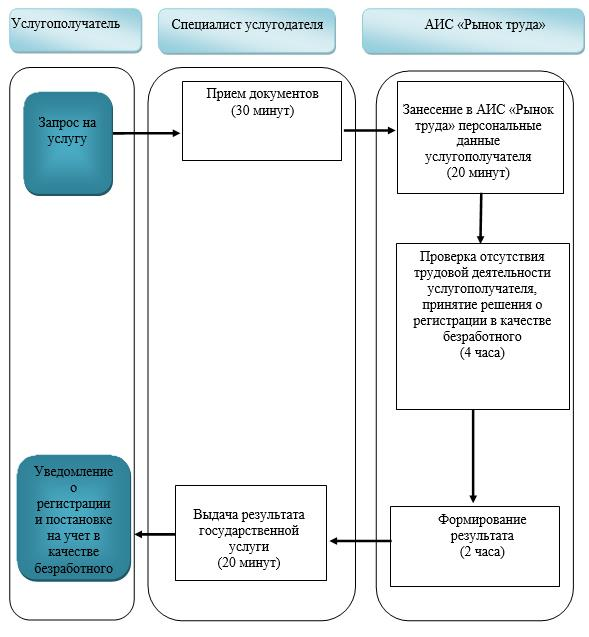 Услугополучатель
Специалист услугодателя
АИС «Рынок труда»
Запрос на
услугу
Прием документов
(30 минут)
Занесение в АИС «Рынок
труда» персональные
данные
услугополучателя
(20 минут)
Проверка отсутствия
трудовой деятельности
услугополучателя,
принятие решения о
регистрации в качестве
безработного
(4 часа)
Формирование
результата
(2 часа)
Выдача результата
государственной
услуги
(20 минут)
Уведомление
о
регистрации
и постановке
на учет в
качестве
безработного